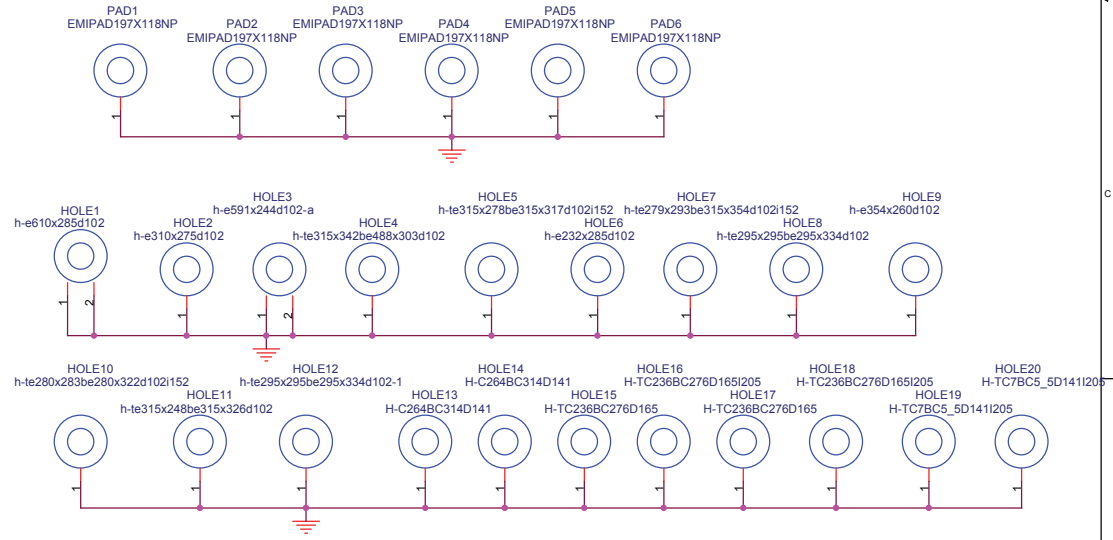 PAD1
EMIPAD197X118NP
PAD2
EMIPAD197X118NP
PAD3
EMIPAD197X118NP
PAD4
EMIPAD197X118NP
PAD5
EMIPAD197X118NP
PAD6
EMIPAD197X118NP
1
1
1
1
1
1
C
HOLE1
h-e610x285d102
HOLE2
h-e310x275d102
HOLE3
h-e591x244d102-a
HOLE4
h-te315x342be488x303d102
HOLE5
h-te315x278be315x317d102i152
HOLE6
h-e232x285d102
HOLE7
h-te279x293be315x354d102i152
HOLE8
h-te295x295be295x334d102
HOLE9
h-e354x260d102
1
2
1
1
2
1
1
1
1
1
1
HOLE10
h-te280x283be280x322d102i152
HOLE11
h-te315x248be315x326d102
HOLE12
h-te295x295be295x334d102-1
HOLE13
H-C264BC314D141
HOLE14
H-C264BC314D141
HOLE15
H-TC236BC276D165
HOLE16
H-TC236BC276D165I205
HOLE17
H-TC236BC276D165
HOLE18
H-TC236BC276D165I205
HOLE19
H-TC7BC5_5D141I205
HOLE20
H-TC7BC5_5D141I205
1
1
1
1
1
1
1
1
1
1
1